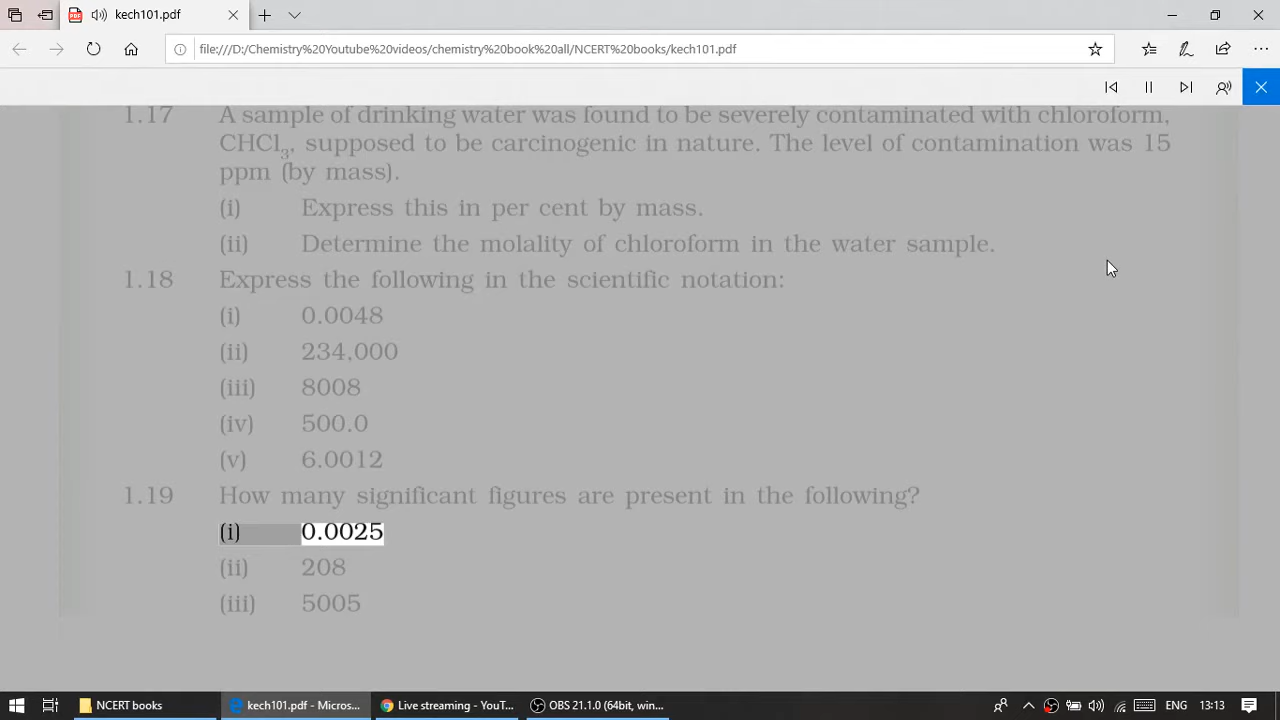 kech101.pdf
file:///D:/Chemistry%20Youtube%20videos/chemistry%20book%20all/NCERT%20books/kech101.pdf
1.17 A sample of drinking water was found to be severely contaminated with chloroform,
CHCl3, supposed to be carcinogenic in nature. The level of contamination was 15
ppm (by mass).
(i) Express this in per cent by mass.
(ii) Determine the molality of chloroform in the water sample.
1.18 Express the following in the scientific notation:
(i) 0.0048
(ii) 234,000
(iii) 8008
(iv) 500.0
(v) 6.0012
1.19 How many significant figures are present in the following?
(i) 0.0025
(ii) 208
(iii) 5005
NCERT books kech101.pdf - Micros... Live streaming - YouT... OBS 21.1.0 (64bit, win... ENG 13:13